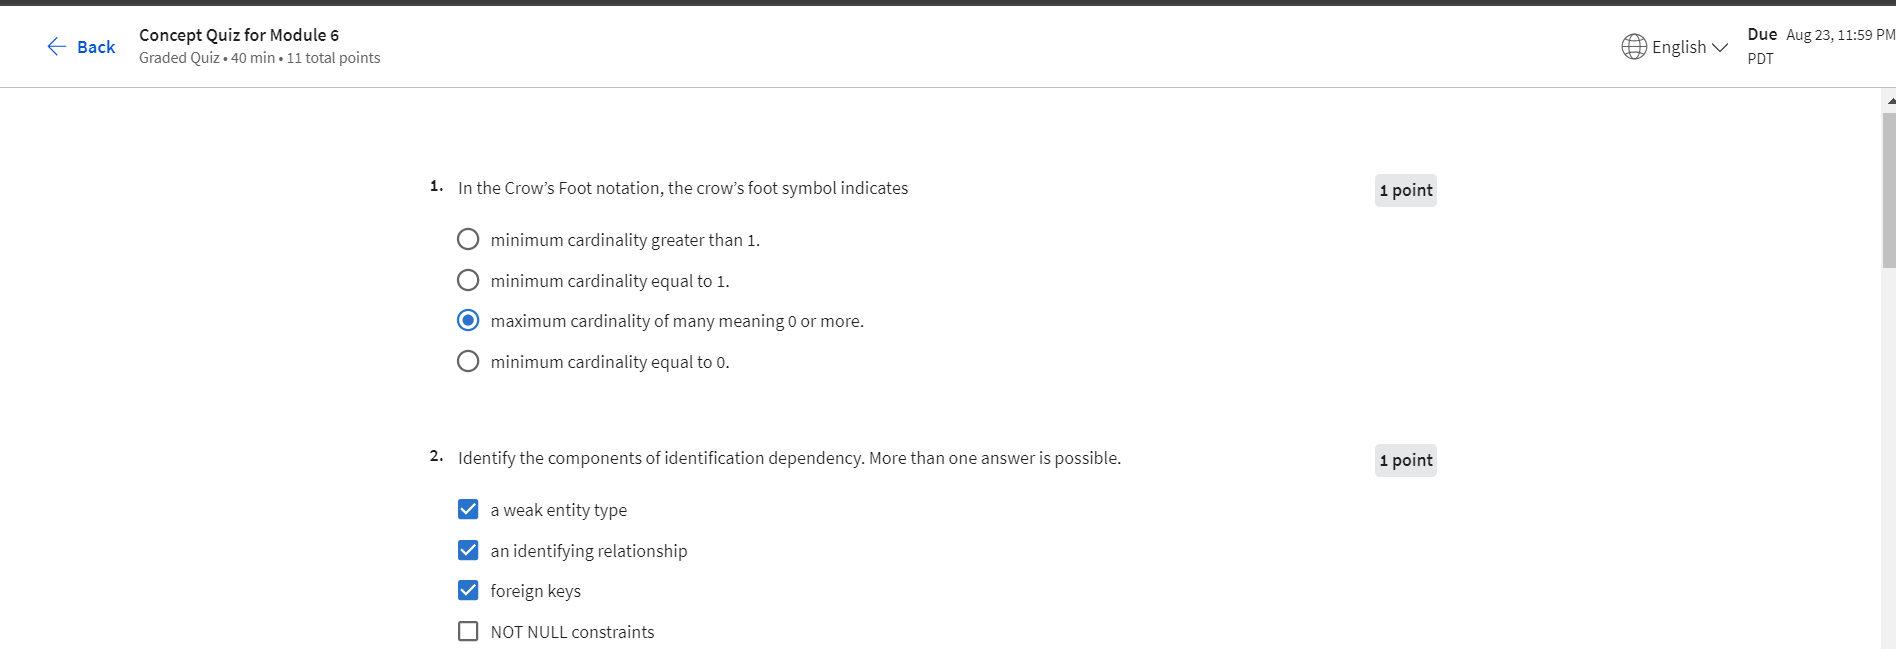 Back
Concept Quiz for Module 6
Graded Quiz • 40 min • 11 total points
English
Due Aug 23, 11:59 PM
PDT
1. In the Crow’s Foot notation, the crow’s foot symbol indicates
1 point
minimum cardinality greater than 1.
minimum cardinality equal to 1.
maximum cardinality of many meaning 0 or more.
minimum cardinality equal to 0.
2. Identify the components of identification dependency. More than one answer is possible.
1 point
a weak entity type
an identifying relationship
foreign keys
NOT NULL constraints